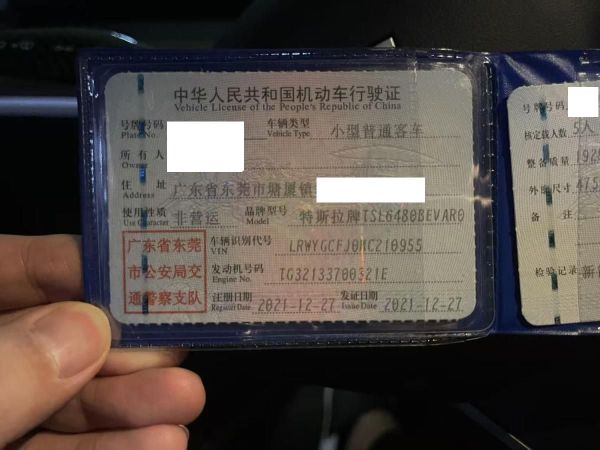 中华人民共和国机动车行驶证
Vehicle License of the People's Republic of China
号牌号码
Plate No.
车辆类型 小型普通客车
Vehicle Type
所有人
Owner
住址 广东省东莞市塘厦镇
Address
使用性质 非营运 品牌型号 特斯拉牌TSL6480BEVAR0
Use Character Model
广东省东莞
市公安局交
通警察支队
车辆识别代号 LRWYGCFJ0MC210955
VIN
发动机号码 TG32133700321E
Engine No.
注册日期 2021-12-27 发证日期 2021-12-27
Register Date Issue Date
号牌号码
核定载人数 5人
整备质量
外廓尺寸
备注
检验记录